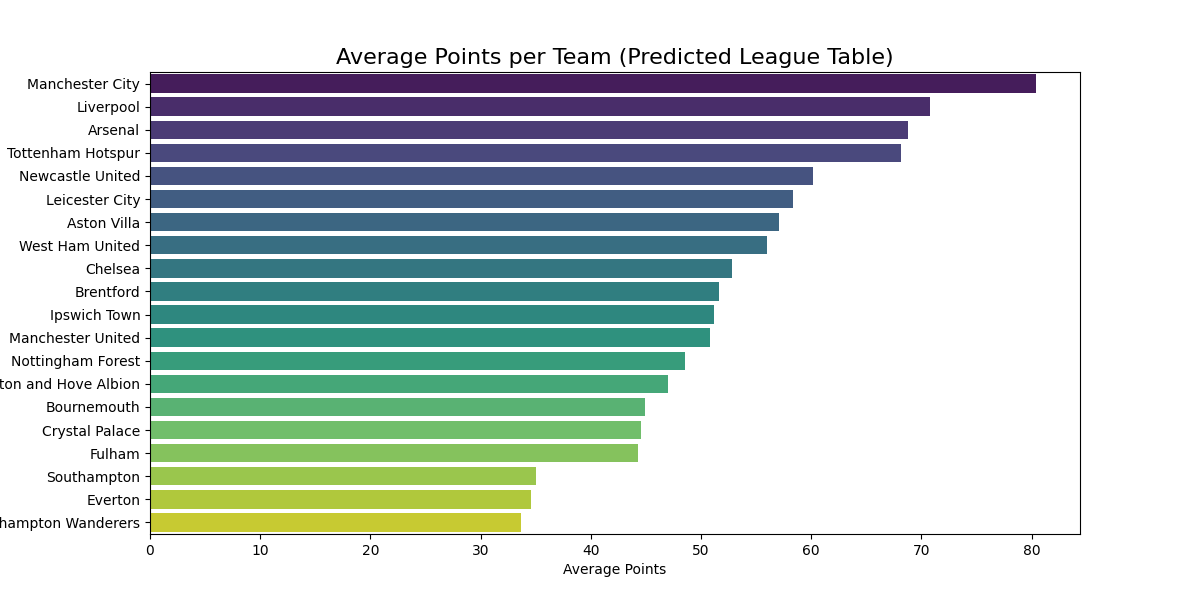 Average Points per Team (Predicted League Table)
Manchester City
Liverpool
Arsenal
Tottenham Hotspur
Newcastle United
Leicester City
Aston Villa
West Ham United
Chelsea
Brentford
Ipswich Town
Manchester United
Nottingham Forest
ton and Hove Albion
Bournemouth
Crystal Palace
Fulham
Southampton
Everton
hampton Wanderers
0 10 20 30 40 50 60 70 80
Average Points